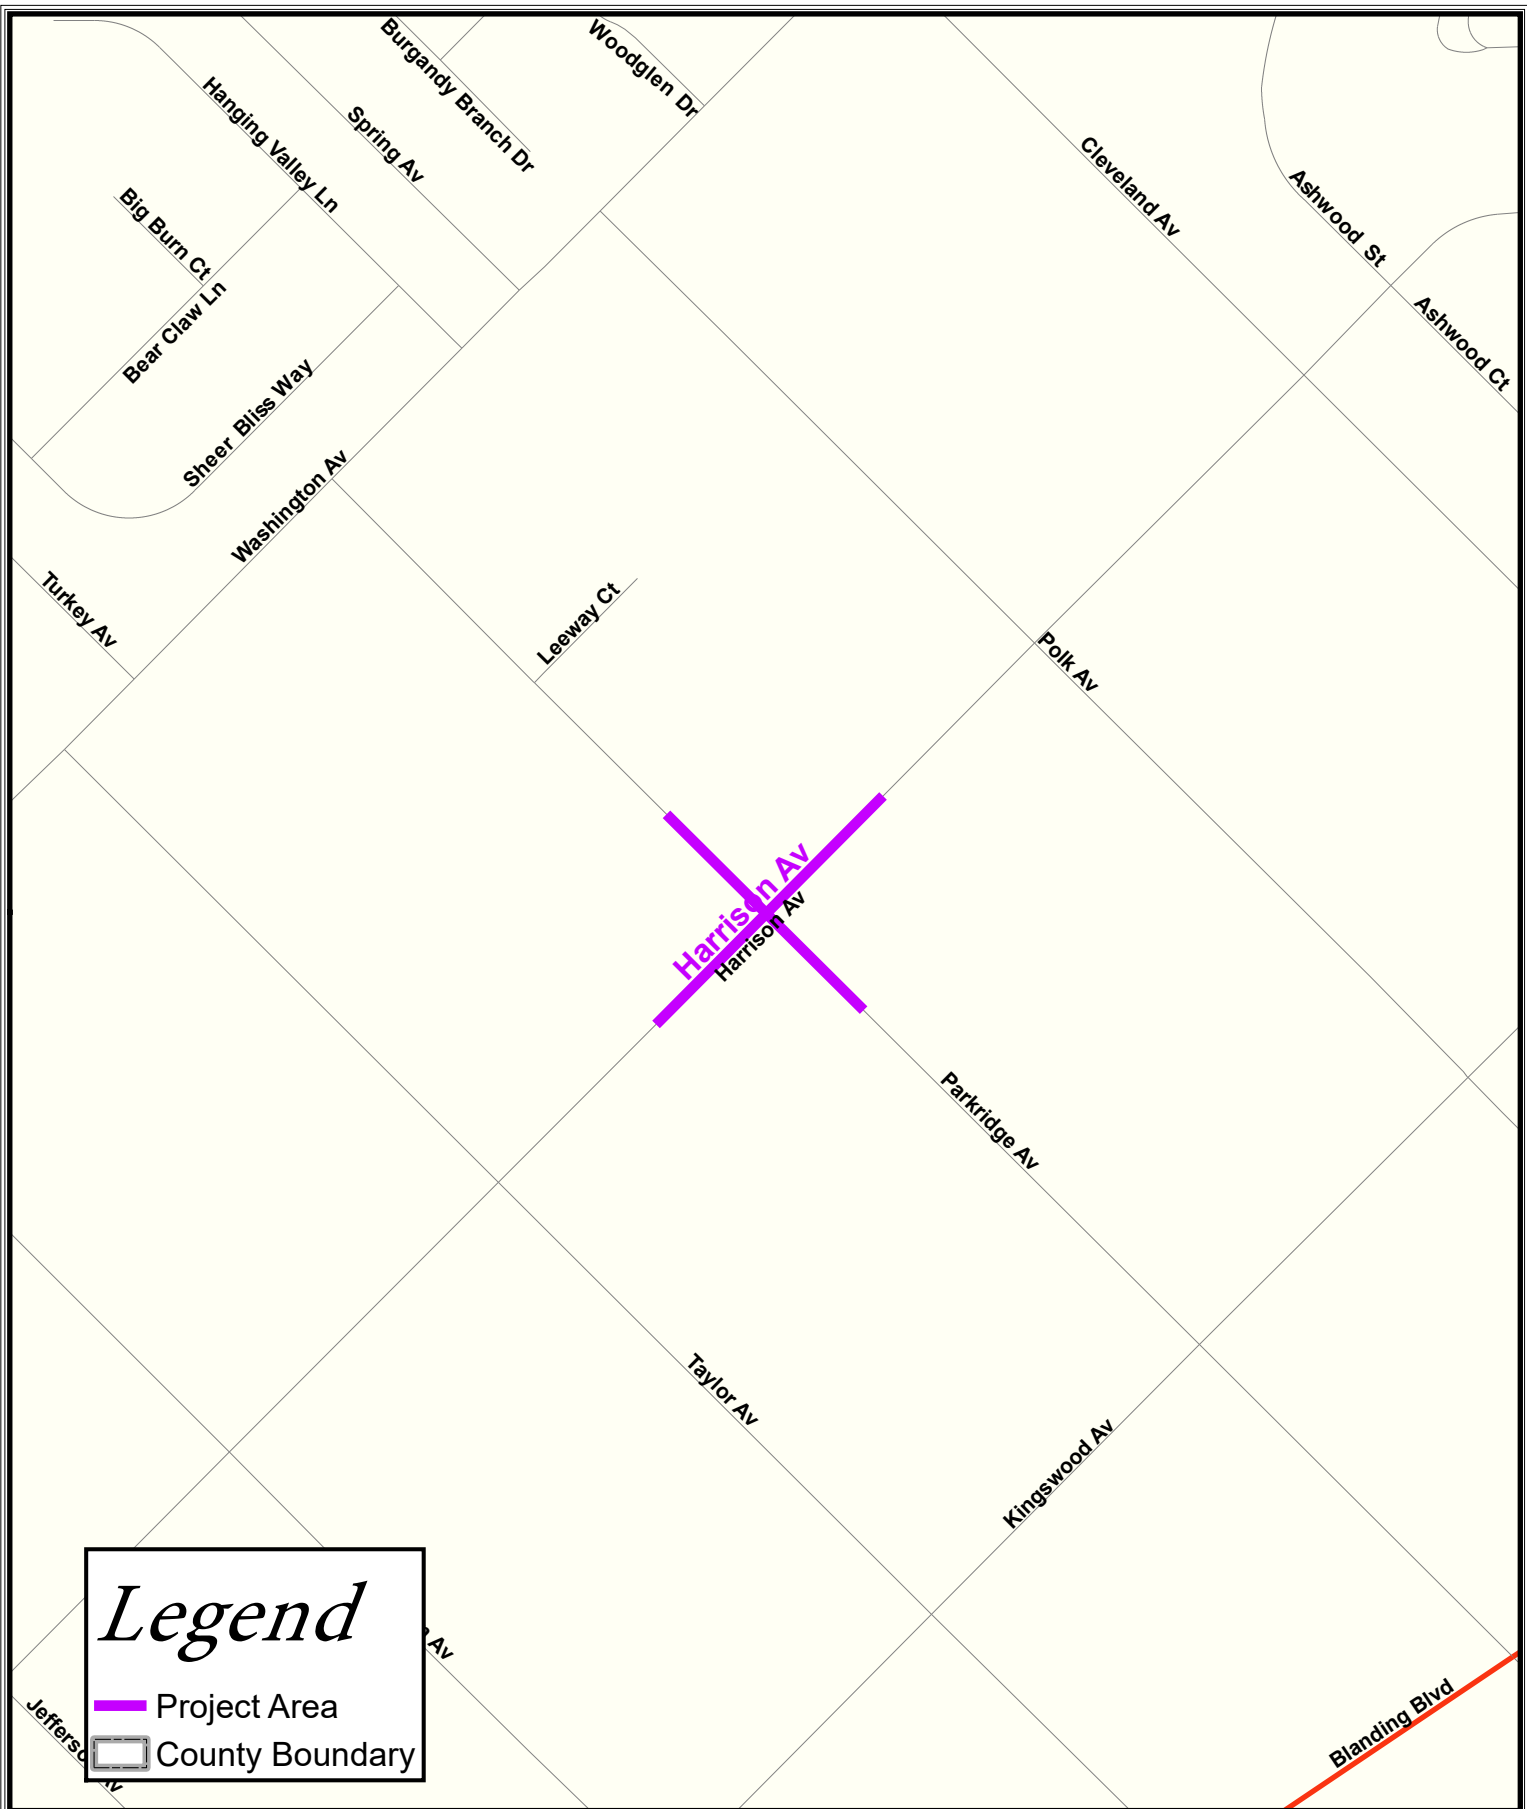 Burgandy Branch Dr
Woodglen Dr
Hanging Valley Ln
Spring Av
Cleveland Av
Ashwood St
Big Burn Ct
Bear Claw Ln
Ashwood Ct
Sheer Bliss Way
Washington Av
Turkey Av
Leeway Ct
Polk Av
Harrison Av
Harrison Av
Parkridge Av
Taylor Av
Kingswood Av
Av
Blanding Blvd
Legend
Project Area
County Boundary